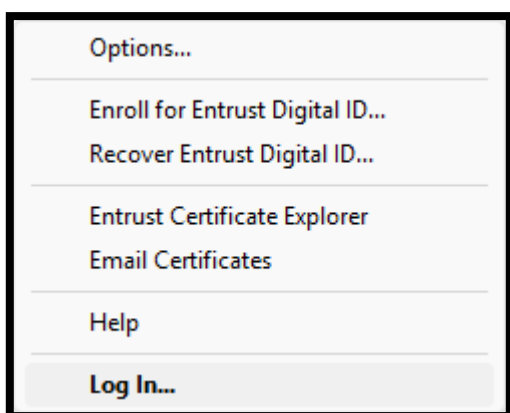 Options...
Enroll for Entrust Digital ID...
Recover Entrust Digital ID...
Entrust Certificate Explorer
Email Certificates
Help
Log In...